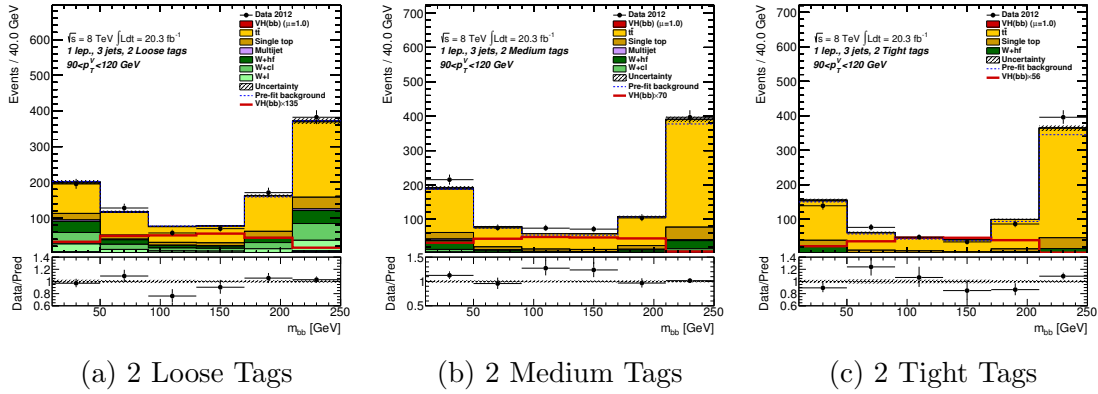 Events / 40.0 GeV
700
600
500
400
300
200
100
√s = 8 TeV ∫Ldt = 20.3 fb⁻¹
1 lep., 3 jets, 2 Loose tags
90<p_T^V<120 GeV
Data 2012
VH(bb) (μ=1.0)
tt̄
Single top
Multijet
W+hf
W+cl
W+l
Uncertainty
Pre-fit background
VH(bb)×135
Data/Pred
1.4
1.2
1
0.8
0.6
50 100 150 200 250
m_bb [GeV]
(a) 2 Loose Tags
Events / 40.0 GeV
700
600
500
400
300
200
100
√s = 8 TeV ∫Ldt = 20.3 fb⁻¹
1 lep., 3 jets, 2 Medium tags
90<p_T^V<120 GeV
Data 2012
VH(bb) (μ=1.0)
tt̄
Single top
Multijet
W+hf
W+cl
Uncertainty
Pre-fit background
VH(bb)×70
Data/Pred
1.5
1
0.5
50 100 150 200 250
m_bb [GeV]
(b) 2 Medium Tags
Events / 40.0 GeV
700
600
500
400
300
200
100
√s = 8 TeV ∫Ldt = 20.3 fb⁻¹
1 lep., 3 jets, 2 Tight tags
90<p_T^V<120 GeV
Data 2012
VH(bb) (μ=1.0)
tt̄
Single top
W+hf
Uncertainty
Pre-fit background
VH(bb)×56
Data/Pred
1.4
1.2
1
0.8
0.6
50 100 150 200 250
m_bb [GeV]
(c) 2 Tight Tags